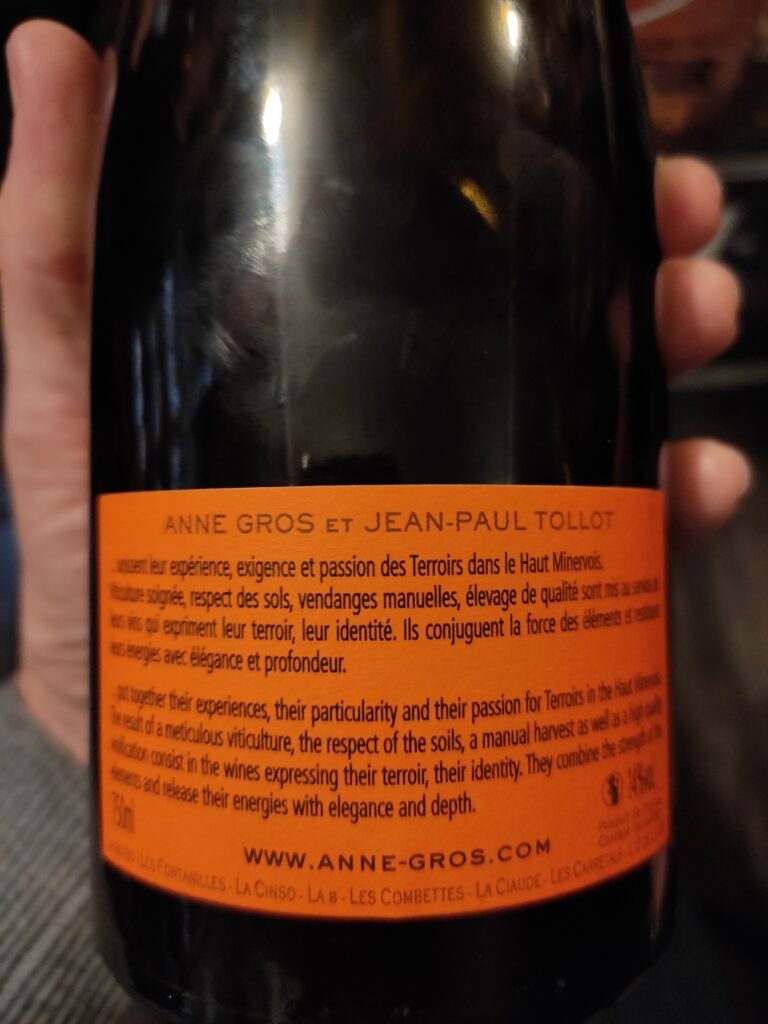 ANNE GROS ET JEAN-PAUL TOLLOT
...unissent leur expérience, exigence et passion des Terroirs dans le Haut Minervois.
Viticulture soignée, respect des sols, vendanges manuelles, élevage de qualité sont mis au service de
leurs vins qui expriment leur terroir, leur identité. Ils conjuguent la force des éléments et restituent
leurs énergies avec élégance et profondeur.
...put together their experiences, their particularity and their passion for Terroirs in the Haut Minervois.
The result of a meticulous viticulture, the respect of the soils, a manual harvest as well as a high quality
vinification consist in the wines expressing their terroir, their identity. They combine the strength of the
elements and release their energies with elegance and depth.
750ml
14%vol.
Produit de France
WWW.ANNE-GROS.COM
LES FONTANILLES - LA CINSO - LA 8 - LES COMBETTES - LA CIAUDE - LES CARRÉTALS